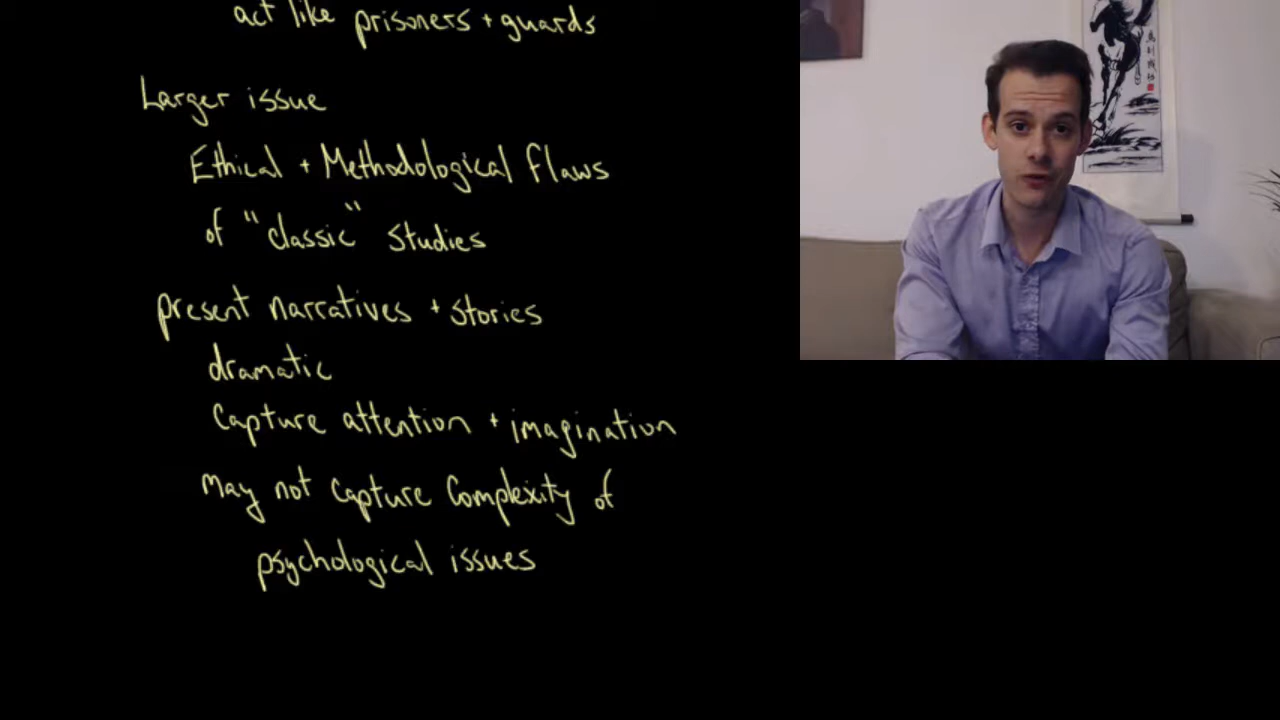 act like prisoners + guards
Larger issue
Ethical + Methodological flaws
of "classic" studies
present narratives + stories
dramatic
Capture attention + imagination
May not capture complexity of
psychological issues